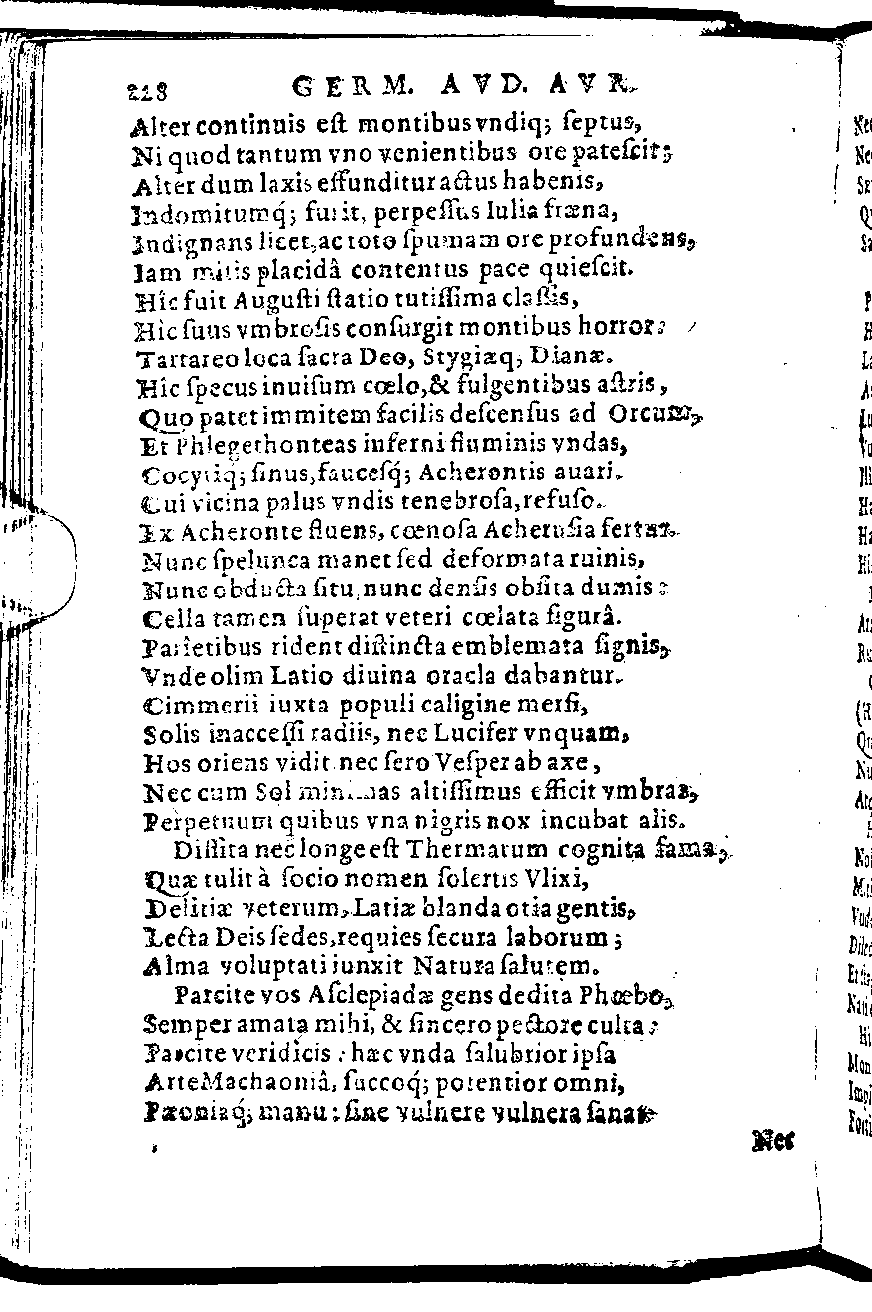 218 GERM. AVD. AVR.
Alter continuis eſt montibus vndiq; ſeptus,
Ni quod tantum vno venientibus ore pateſcit;
Alter dum laxis effunditur actus habenis,
Indomitumq́; furit, perpeſſus Iulia fræna,
Indignans licet, ac toto ſpumam ore profundens,
Iam mitis placidâ contentus pace quieſcit.
Hîc fuit Auguſti ſtatio tutiſſima claſſis,
Hîc ſuus vmbroſis conſurgit montibus horror:
Tartareo loca ſacra Deo, Stygiæq; Dianæ.
Hîc ſpecus inuiſum cœlo, & fulgentibus aſtris,
Quo patet immitem facilis deſcenſus ad Orcum,
Et Phlegethonteas inferni fluminis vndas,
Cocytiq́; ſinus, fauceſq́; Acherontis auari.
Cui vicina palus vndis tenebroſa, refuſo
Ex Acheronte fluens, cœnoſa Acheruſia fertur.
Nunc ſpelunca manet ſed deformata ruinis,
Nunc obducta ſitu, nunc denſis obſita dumis:
Cella tamen ſuperat veteri cœlata figurâ.
Parietibus rident diſtincta emblemata ſignis,
Vnde olim Latio diuina oracla dabantur.
Cimmerii iuxta populi caligine merſi,
Solis inacceſſi radiis, nec Lucifer vnquam,
Hos oriens vidit nec ſero Veſper ab axe,
Nec cum Sol minimas altiſſimus efficit vmbras,
Perpetuum quibus vna nigris nox incubat alis.
Diſſita nec longe eſt Thermarum cognita fama,
Quæ tulit à ſocio nomen ſolertis Vlixi,
Delitiæ veterum, Latiæ blanda otia gentis,
Lecta Deis ſedes, requies ſecura laborum;
Alma voluptati iunxit Natura ſalutem.
Parcite vos Aſclepiadæ gens dedita Phœbo,
Semper amata mihi, & ſincero pectore culta:
Parcite veridicis: hæc vnda ſalubrior ipſa
Arte Machaoniâ, ſuccoq́; potentior omni,
Pæoniaq́; manu: ſine vulnere vulnera ſanat
Nec